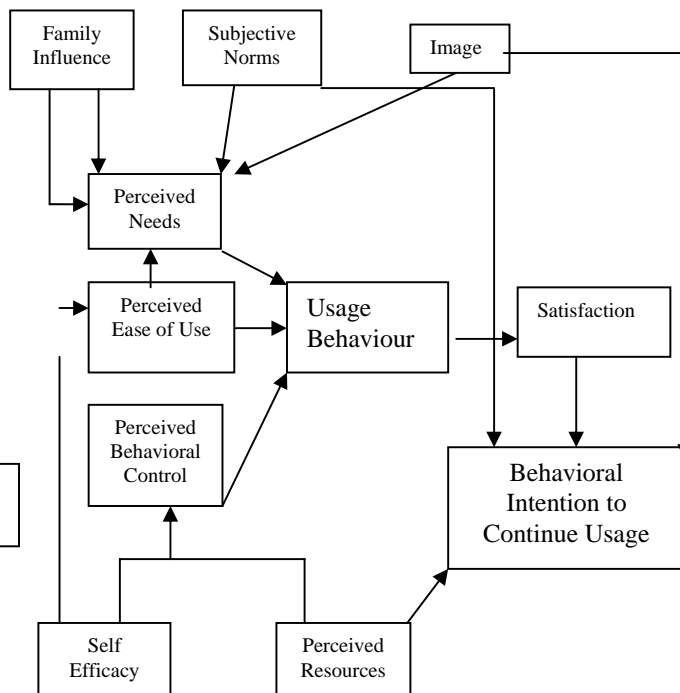 Family
Influence
Subjective
Norms
Image
Perceived
Needs
Perceived
Ease of Use
Usage
Behaviour
Satisfaction
Perceived
Behavioral
Control
Behavioral
Intention to
Continue Usage
Self
Efficacy
Perceived
Resources